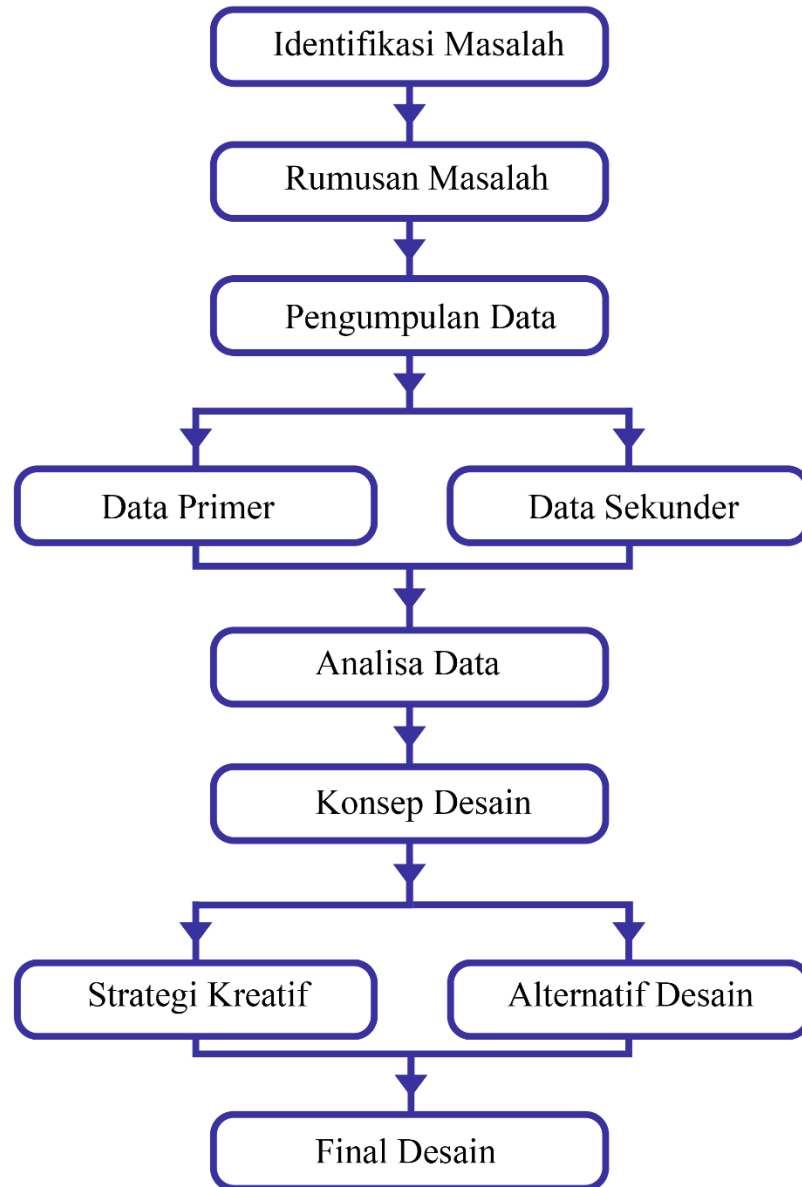 Identifikasi Masalah
Rumusan Masalah
Pengumpulan Data
Data Primer
Data Sekunder
Analisa Data
Konsep Desain
Strategi Kreatif
Alternatif Desain
Final Desain